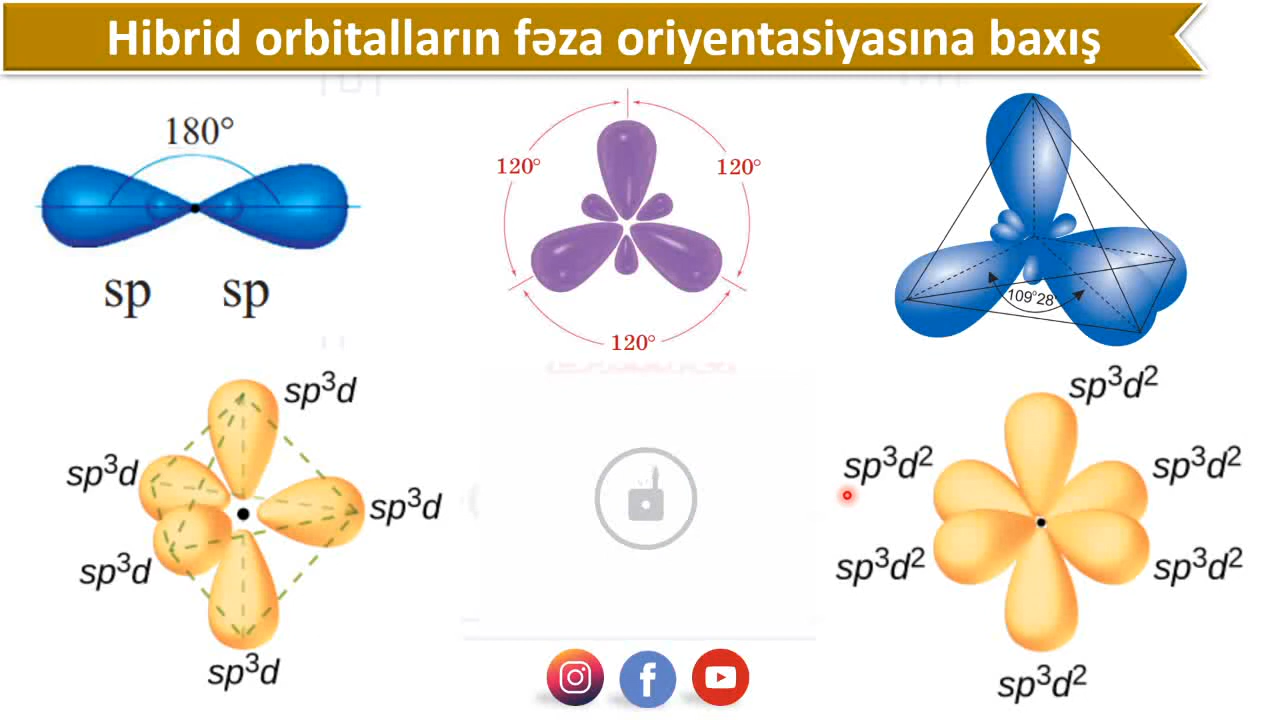 Hibrid orbitalların fəza oriyentasiyasına baxış
180°
sp sp
120° 120°
120°
109°28'
sp³d
sp³d
sp³d
sp³d
sp³d
sp³d²
sp³d² sp³d²
sp³d² sp³d²
sp³d²